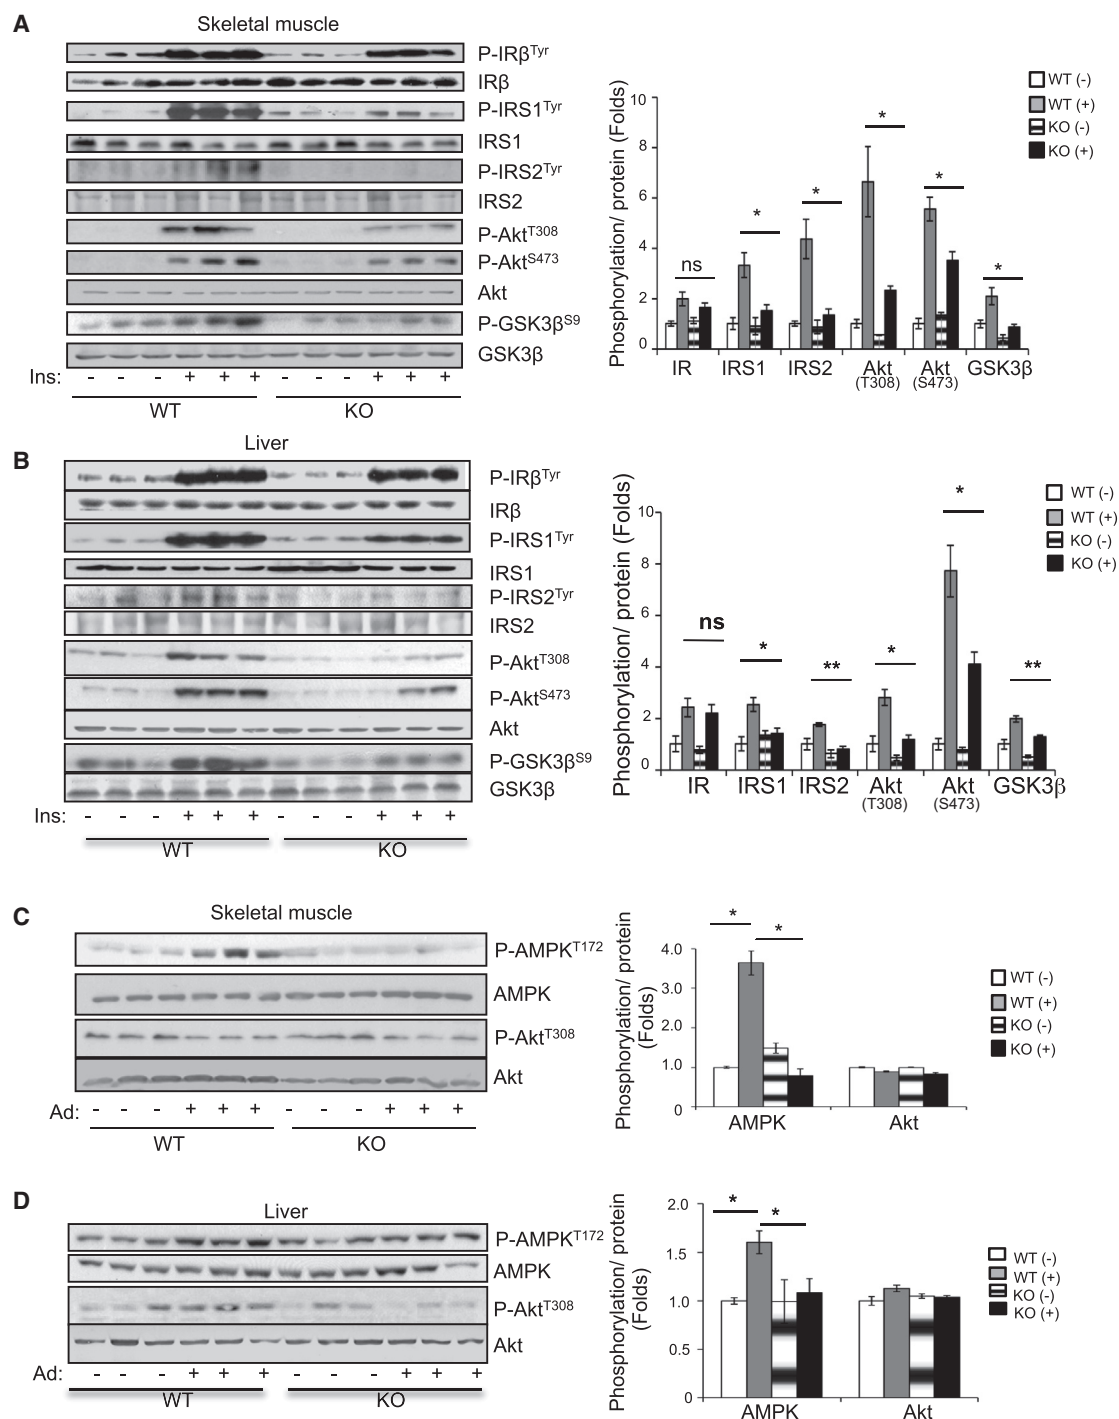 A
Skeletal muscle
P-IRβTyr
IRβ
P-IRS1Tyr
IRS1
P-IRS2Tyr
IRS2
P-AktT308
P-AktS473
Akt
P-GSK3βS9
GSK3β
Ins: - - - + + + - - - + + +
WT KO
Phosphorylation/ protein (Folds)
10
8
6
4
2
0
ns * * * * *
IR IRS1 IRS2 Akt (T308) Akt (S473) GSK3β
WT (-)
WT (+)
KO (-)
KO (+)
B
Liver
P-IRβTyr
IRβ
P-IRS1Tyr
IRS1
P-IRS2Tyr
IRS2
P-AktT308
P-AktS473
Akt
P-GSK3βS9
GSK3β
Ins: - - - + + + - - - + + +
WT KO
Phosphorylation/ protein (Folds)
10
8
6
4
2
0
ns * ** * * **
IR IRS1 IRS2 Akt (T308) Akt (S473) GSK3β
WT (-)
WT (+)
KO (-)
KO (+)
C
Skeletal muscle
P-AMPKT172
AMPK
P-AktT308
Akt
Ad: - - - + + + - - - + + +
WT KO
Phosphorylation/ protein
(Folds)
4.0
3.0
2.0
1.0
0
* *
AMPK Akt
WT (-)
WT (+)
KO (-)
KO (+)
D
Liver
P-AMPKT172
AMPK
P-AktT308
Akt
Ad: - - - + + + - - - + + +
WT KO
Phosphorylation/ protein
(Folds)
2.0
1.5
1.0
0.5
0
* *
AMPK Akt
WT (-)
WT (+)
KO (-)
KO (+)